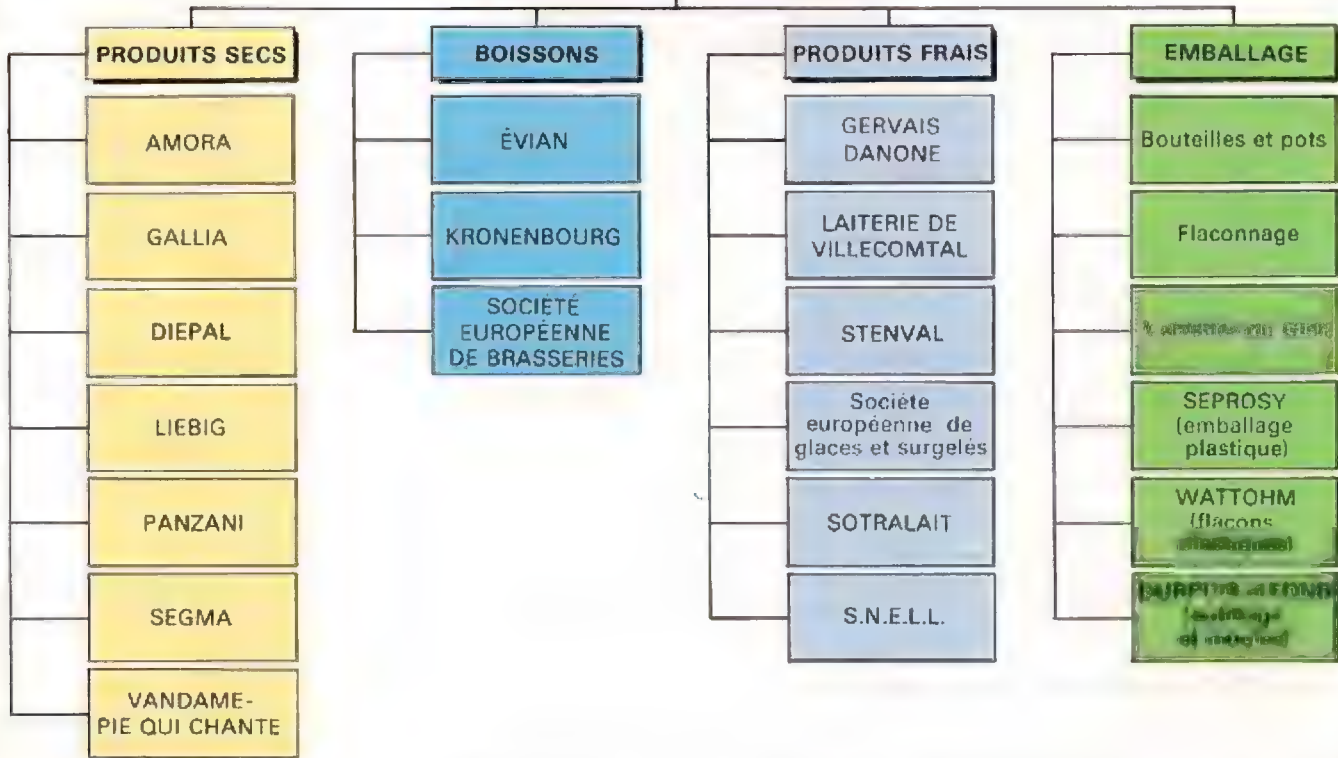 PRODUITS SECS
AMORA
GALLIA
DIEPAL
LIEBIG
PANZANI
SEGMA
VANDAME-
PIE QUI CHANTE
BOISSONS
ÉVIAN
KRONENBOURG
SOCIÉTÉ
EUROPÉENNE
DE BRASSERIES
PRODUITS FRAIS
GERVAIS
DANONE
LAITERIE DE
VILLECOMTAL
STENVAL
Société
européenne de
glaces et surgelés
SOTRALAIT
S.N.E.L.L.
EMBALLAGE
Bouteilles et pots
Flaconnage
SEPROSY
(emballage
plastique)
WATTOHM
(flacons